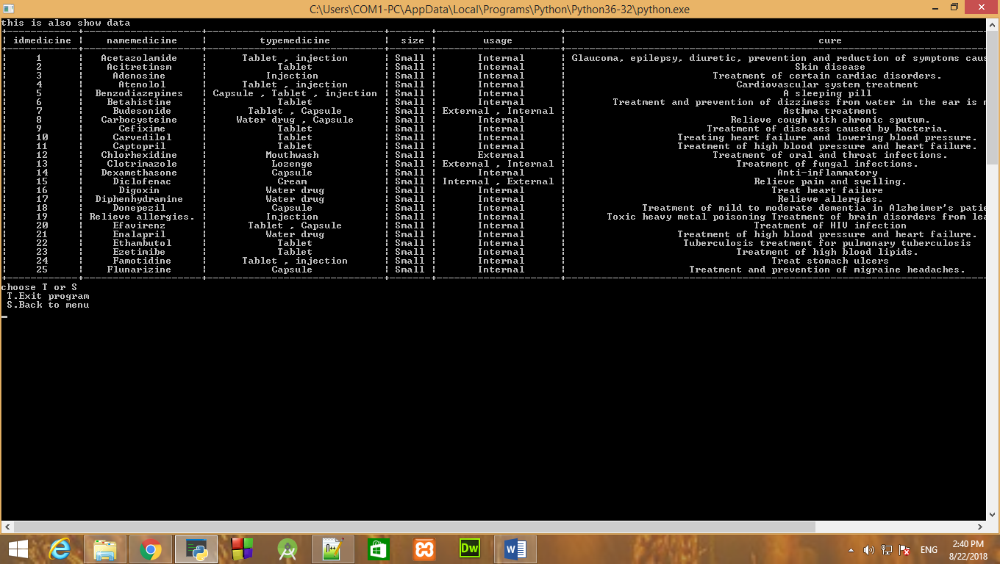 C:\Users\COM1-PC\AppData\Local\Programs\Python\Python36-32\python.exe
this is also show data
idmedicine namemedicine typemedicine size usage cure
1 Acetazolamide Tablet , injection Small Internal Glaucoma, epilepsy, diuretic, prevention and reduction of symptoms caus
2 Acitretinsm Tablet Small Internal Skin disease
3 Adenosine Injection Small Internal Treatment of certain cardiac disorders.
4 Atenolol Tablet , injection Small Internal Cardiovascular system treatment
5 Benzodiazepines Capsule , Tablet , injection Small Internal A sleeping pill
6 Betahistine Tablet Small Internal Treatment and prevention of dizziness from water in the ear is
7 Budesonide Tablet , Capsule Small External , Internal Asthma treatment
8 Carbocysteine Water drug , Capsule Small Internal Relieve cough with chronic sputum.
9 Cefixime Tablet Small Internal Treatment of diseases caused by bacteria.
10 Carvedilol Tablet Small Internal Treating heart failure and lowering blood pressure.
11 Captopril Tablet Small Internal Treatment of high blood pressure and heart failure.
12 Chlorhexidine Mouthwash Small External Treatment of oral and throat infections.
13 Clotrimazole Lozenge Small External , Internal Treatment of fungal infections.
14 Dexamethasone Capsule Small Internal Anti-inflammatory
15 Diclofenac Cream Small Internal , External Relieve pain and swelling.
16 Digoxin Water drug Small Internal Treat heart failure
17 Diphenhydramine Water drug Small Internal Relieve allergies.
18 Donepezil Capsule Small Internal Treatment of mild to moderate dementia in Alzheimer's patie
19 Relieve allergies. Injection Small Internal Toxic heavy metal poisoning Treatment of brain disorders from lea
20 Efavirenz Tablet , Capsule Small Internal Treatment of HIV infection
21 Enalapril Water drug Small Internal Treatment of high blood pressure and heart failure.
22 Ethambutol Tablet Small Internal Tuberculosis treatment for pulmonary tuberculosis
23 Ezetimibe Tablet Small Internal Treatment of high blood lipids.
24 Famotidine Tablet , injection Small Internal Treat stomach ulcers
25 Flunarizine Capsule Small Internal Treatment and prevention of migraine headaches.
choose T or S
T.Exit program
S.Back to menu
Dw
ENG
2:40 PM
8/22/2018